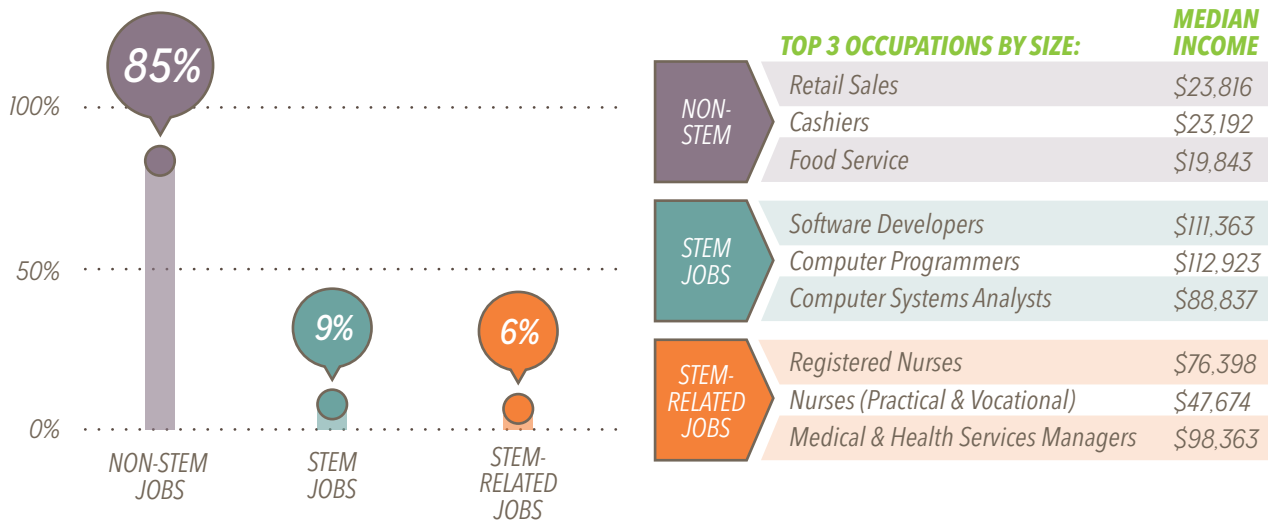 85%
100%
50%
0%
9%
6%
NON-STEM
JOBS
STEM
JOBS
STEM-
RELATED
JOBS
TOP 3 OCCUPATIONS BY SIZE:
MEDIAN
INCOME
NON-
STEM
Retail Sales $23,816
Cashiers $23,192
Food Service $19,843
STEM
JOBS
Software Developers $111,363
Computer Programmers $112,923
Computer Systems Analysts $88,837
STEM-
RELATED
JOBS
Registered Nurses $76,398
Nurses (Practical & Vocational) $47,674
Medical & Health Services Managers $98,363